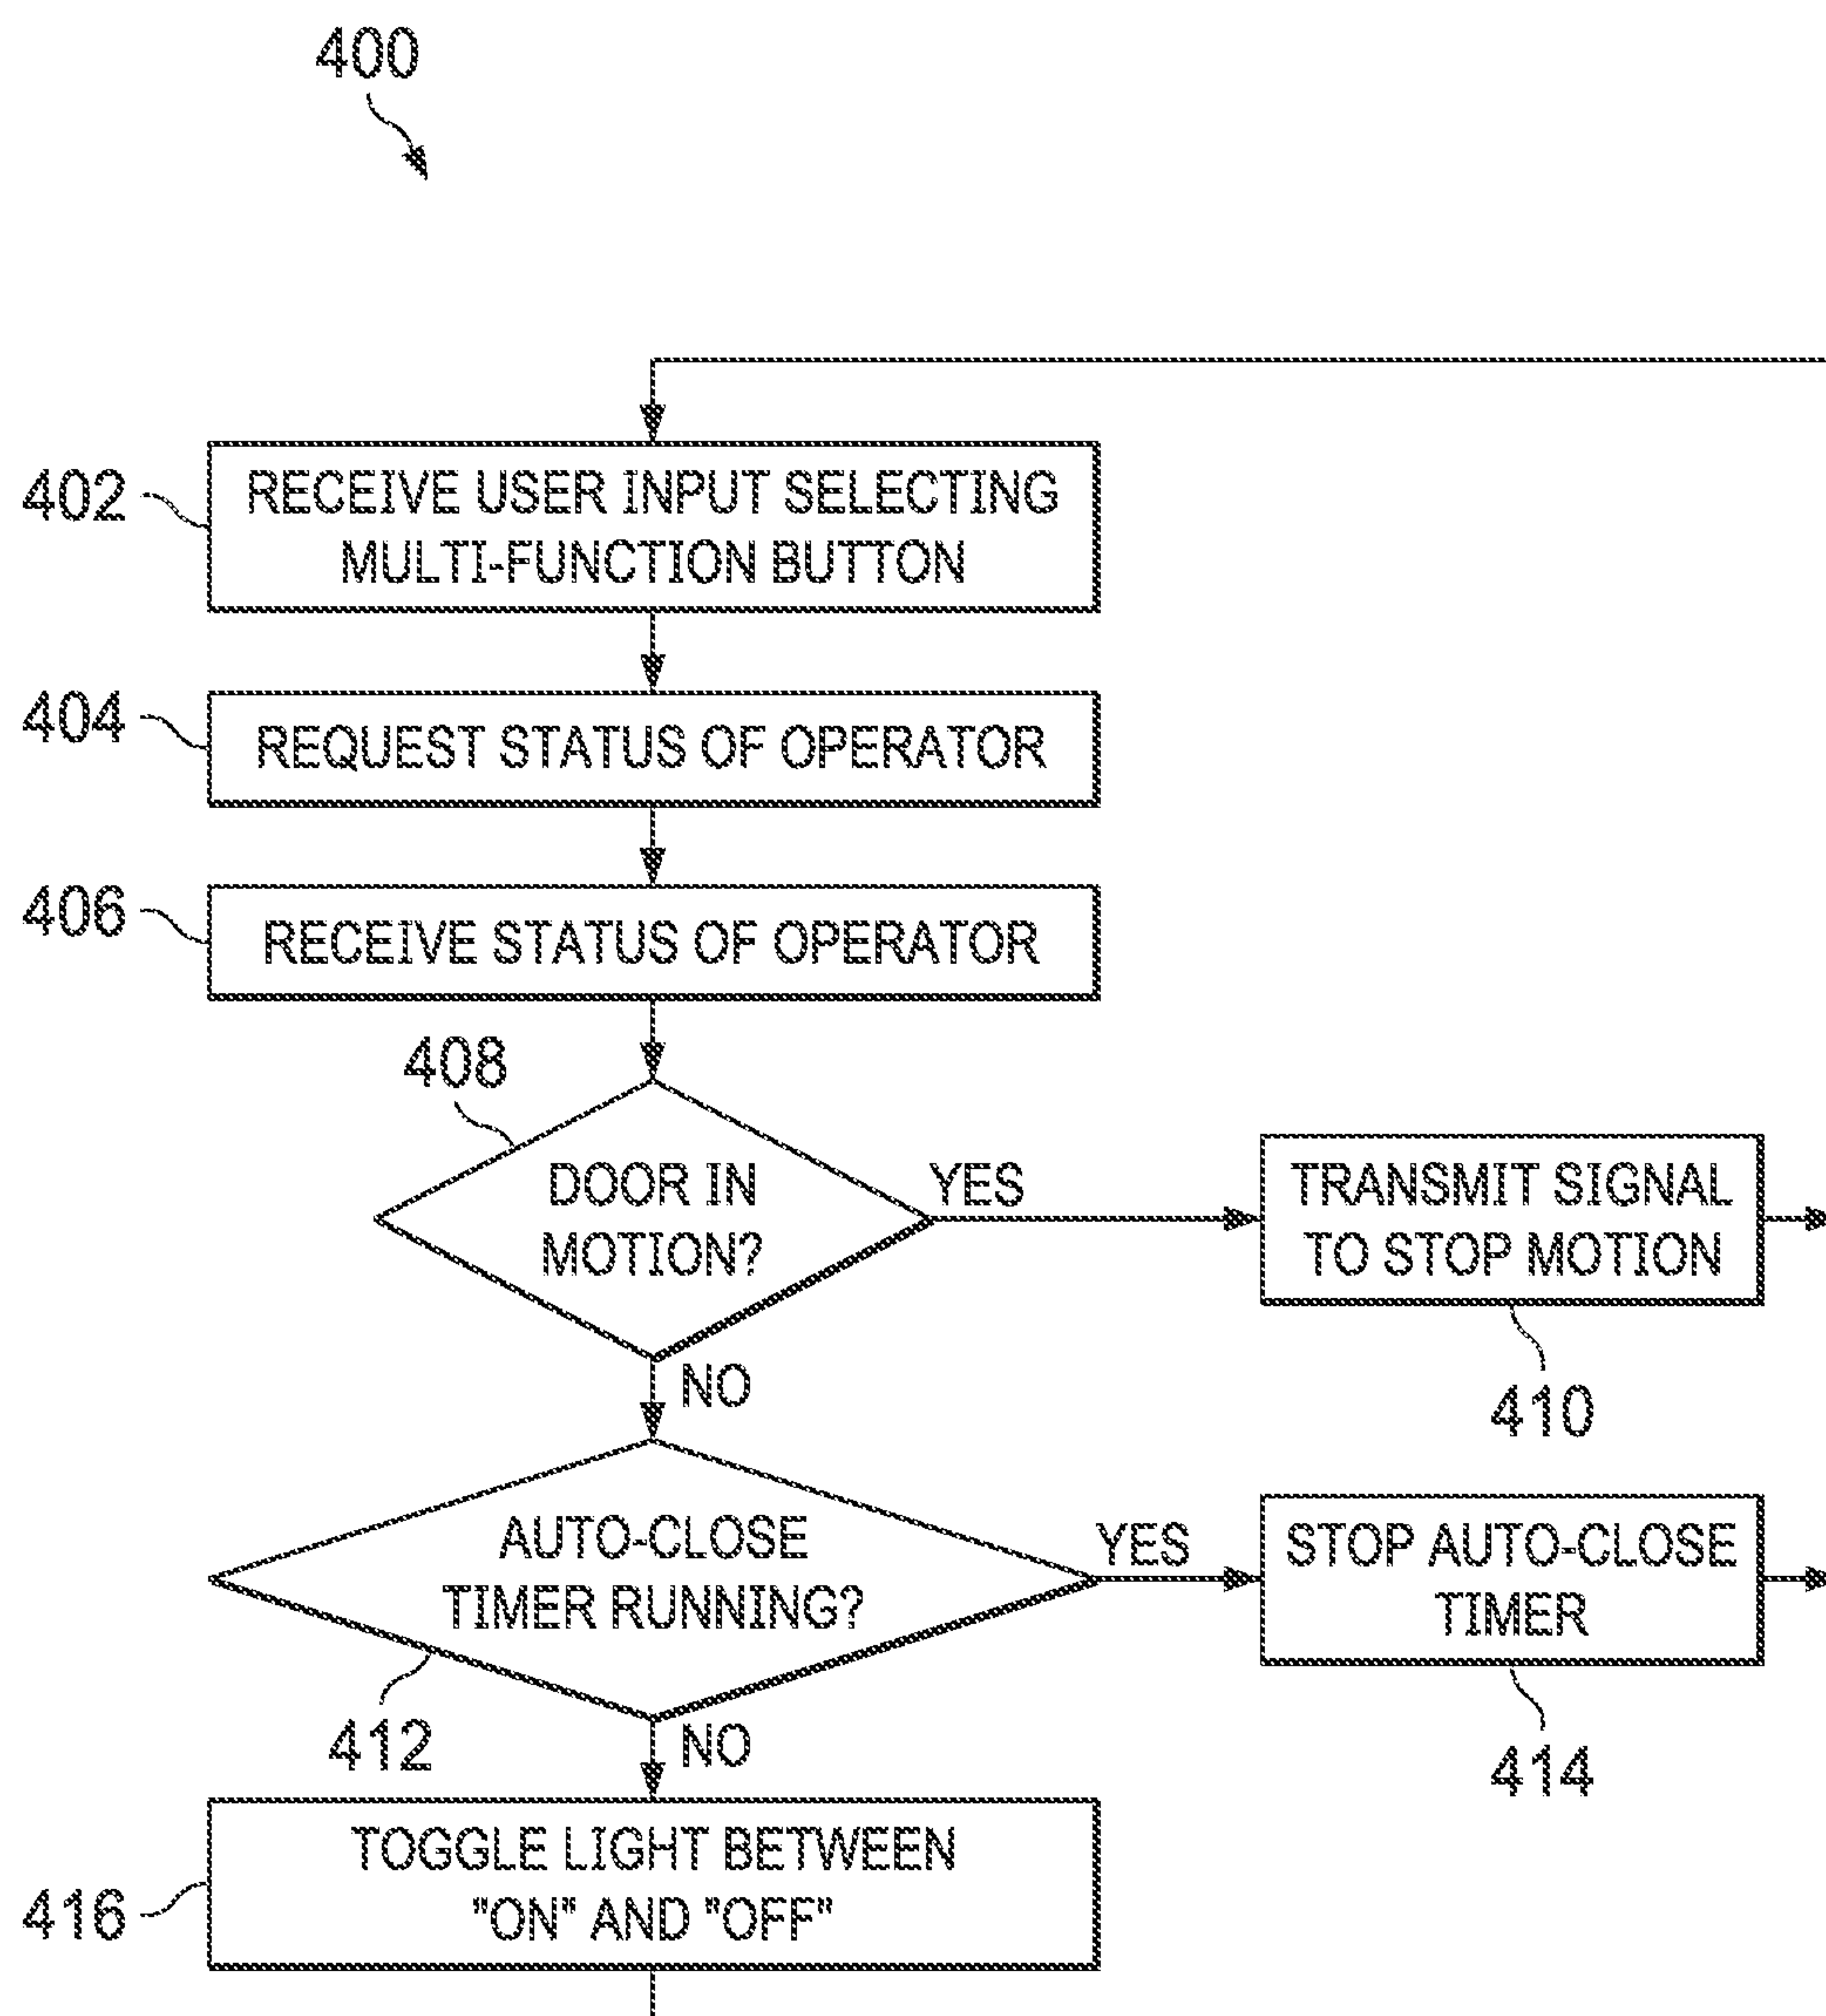 400
402
RECEIVE USER INPUT SELECTING
MULTI-FUNCTION BUTTON
404
REQUEST STATUS OF OPERATOR
406
RECEIVE STATUS OF OPERATOR
408
DOOR IN
MOTION?
YES
TRANSMIT SIGNAL
TO STOP MOTION
410
NO
AUTO-CLOSE
TIMER RUNNING?
412
YES
STOP AUTO-CLOSE
TIMER
414
NO
TOGGLE LIGHT BETWEEN
"ON" AND "OFF"
416